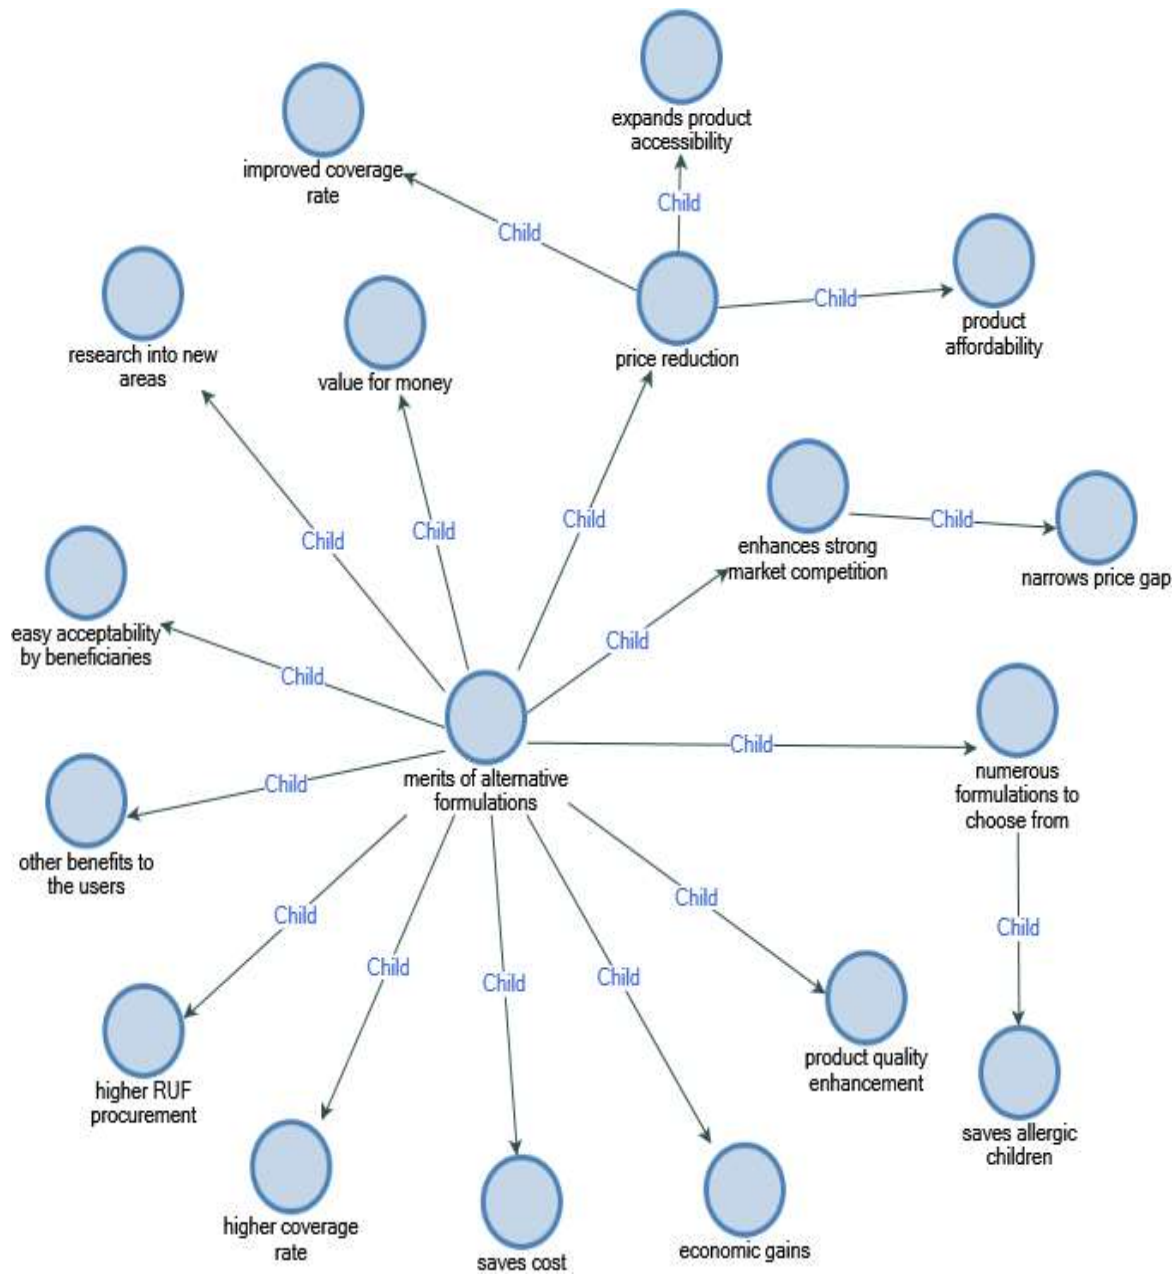 expands product
accessibility
improved coverage
rate
Child
Child
Child
product
affordability
research into new
areas
value for money
price reduction
Child
Child
Child
Child
enhances strong
market competition
narrows price gap
easy acceptability
by beneficiaries
Child
Child
Child
merits of alternative
formulations
numerous
formulations to
choose from
Child
other benefits to
the users
Child
Child
Child
Child
Child
Child
higher RUF
procurement
product quality
enhancement
saves allergic
children
higher coverage
rate
saves cost
economic gains